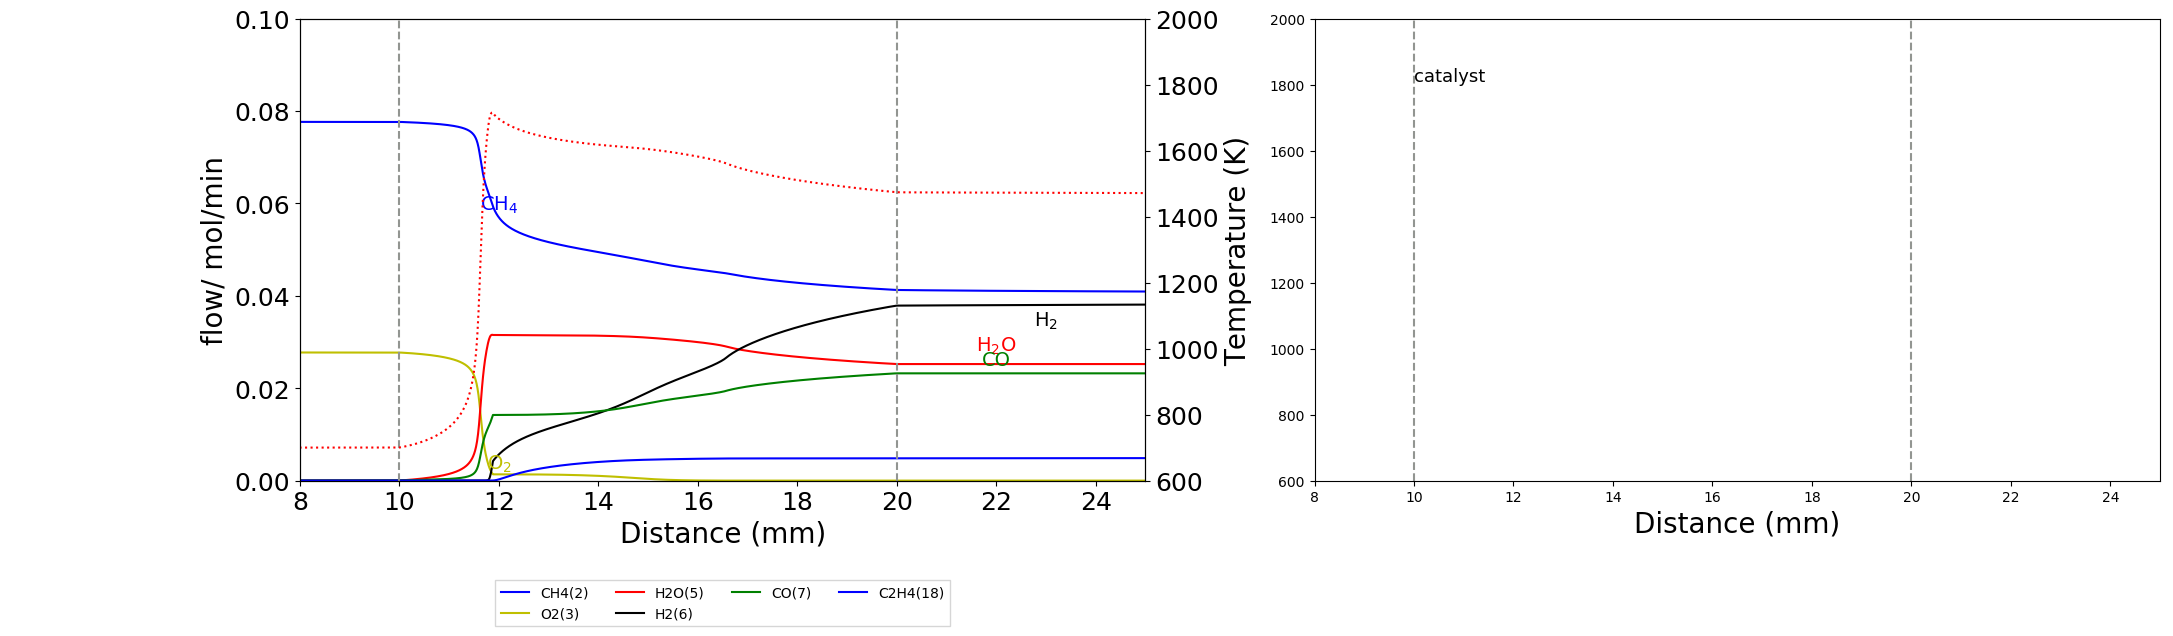 flow/ mol/min
0.10
0.08
0.06
0.04
0.02
0.00
8 10 12 14 16 18 20 22 24
Distance (mm)
CH₄
O₂
H₂
H₂O
CO
2000
1800
1600
1400
1200
1000
800
600
Temperature (K)
CH4(2) H2O(5) CO(7) C2H4(18)
O2(3) H2(6)
2000
1800
1600
1400
1200
1000
800
600
catalyst
8 10 12 14 16 18 20 22 24
Distance (mm)